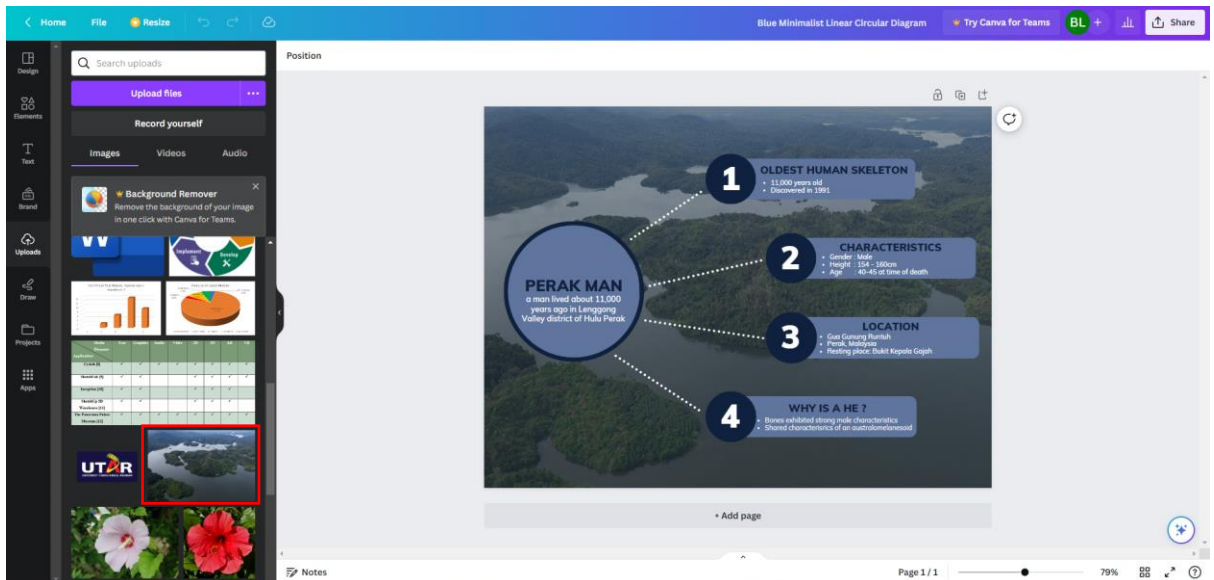 Home File Resize
Blue Minimalist Linear Circular Diagram
Try Canva for Teams
BL
+
Share
Design
Elements
Text
Brand
Uploads
Draw
Projects
Apps
Search uploads
Upload files
Record yourself
Images Videos Audio
Background Remover
Remove the background of your image
in one click with Canva for Teams.
W
Implement
Develop
UTAR
Position
1
OLDEST HUMAN SKELETON
• 11,000 years old
• Discovered in 1991
2
CHARACTERISTICS
• Gender : Male
• Height : 154 - 160cm
• Age : 40-45 at time of death
PERAK MAN
a man lived about 11,000
years ago in Lenggong
Valley district of Hulu Perak
3
LOCATION
• Gua Gunung Runtuh
• Perak, Malaysia
• Resting place: Bukit Kepala Gajah
4
WHY IS A HE ?
• Bones exhibited strong male characteristics
• Shared characterisrics of an australomelanesoid
+ Add page
Notes
Page 1 / 1
79%